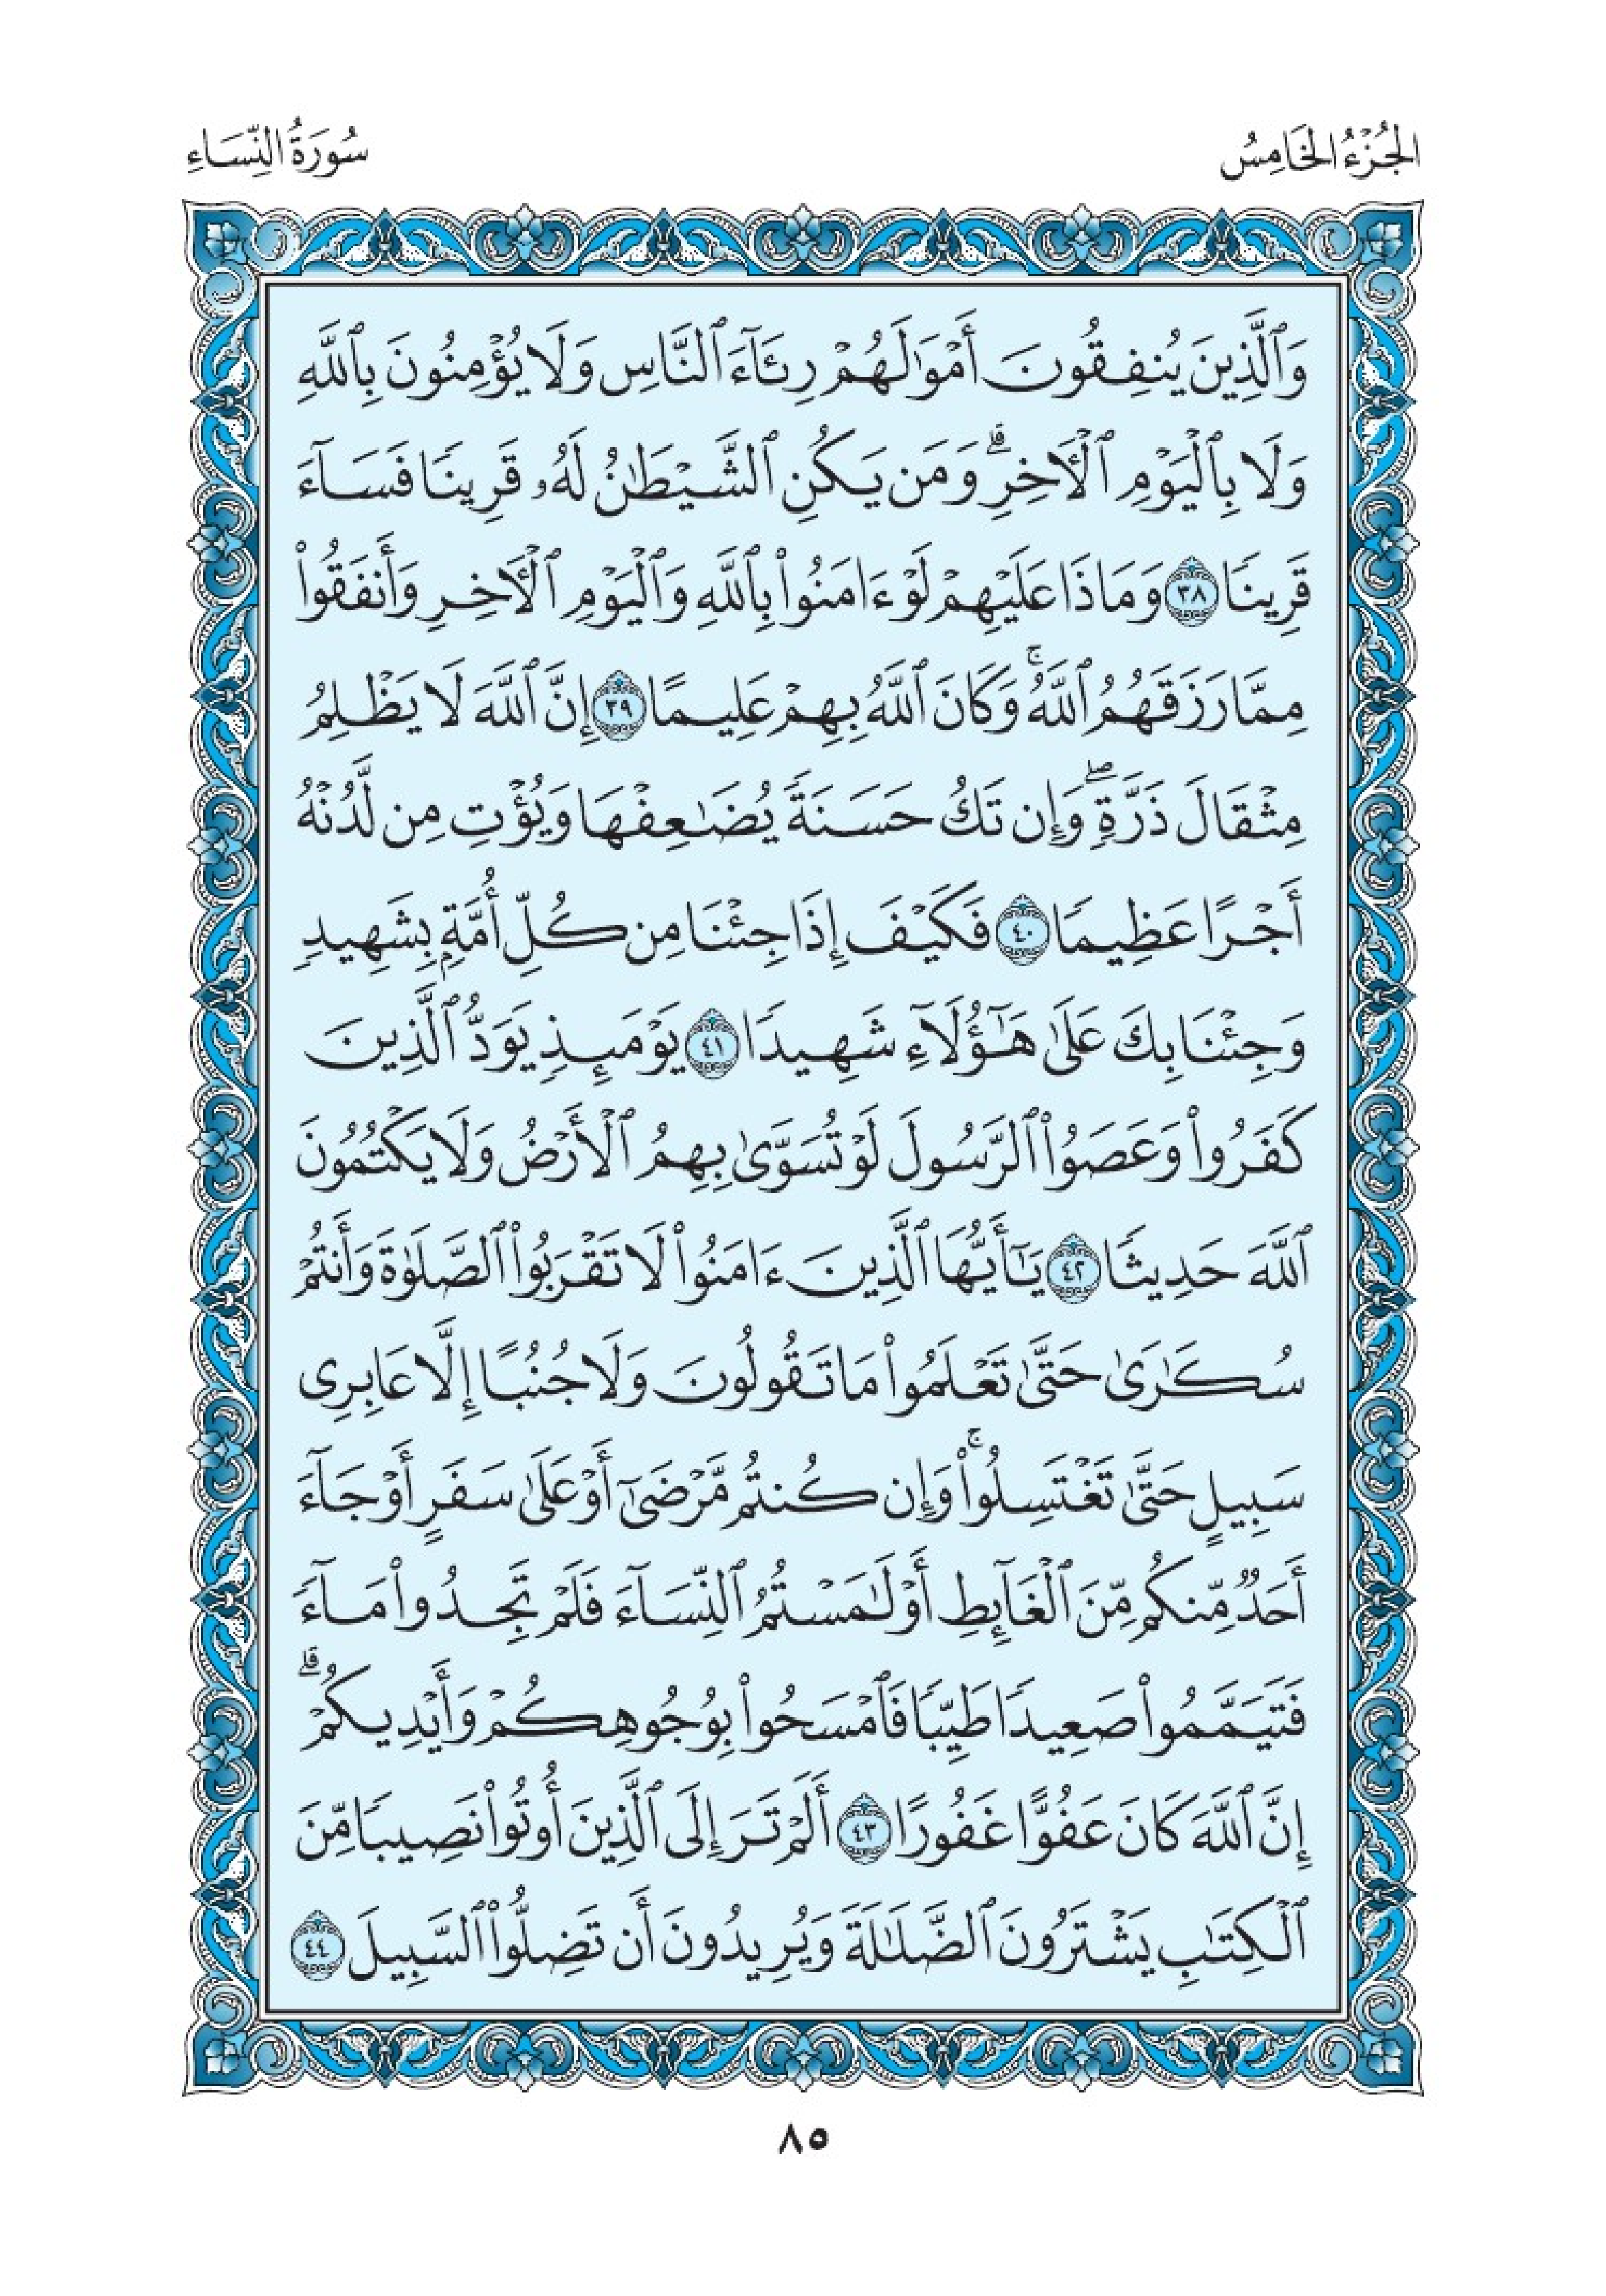 الجُزْءُ الخَامِسُ
سُورَةُ النِّسَاءِ
وَٱلَّذِينَ يُنفِقُونَ أَمْوَٰلَهُمْ رِئَآءَ ٱلنَّاسِ وَلَا يُؤْمِنُونَ بِٱللَّهِ
وَلَا بِٱلْيَوْمِ ٱلْأَخِرِ ۗ وَمَن يَكُنِ ٱلشَّيْطَٰنُ لَهُۥ قَرِينًا فَسَآءَ
قَرِينًا ٣٨ وَمَاذَا عَلَيْهِمْ لَوْ ءَامَنُوا۟ بِٱللَّهِ وَٱلْيَوْمِ ٱلْأَخِرِ وَأَنفَقُوا۟
مِمَّا رَزَقَهُمُ ٱللَّهُ ۚ وَكَانَ ٱللَّهُ بِهِمْ عَلِيمًا ٣٩ إِنَّ ٱللَّهَ لَا يَظْلِمُ
مِثْقَالَ ذَرَّةٍ ۖ وَإِن تَكُ حَسَنَةً يُضَٰعِفْهَا وَيُؤْتِ مِن لَّدُنْهُ
أَجْرًا عَظِيمًا ٤٠ فَكَيْفَ إِذَا جِئْنَا مِن كُلِّ أُمَّةٍۭ بِشَهِيدٍ
وَجِئْنَا بِكَ عَلَىٰ هَٰٓؤُلَآءِ شَهِيدًا ٤١ يَوْمَئِذٍ يَوَدُّ ٱلَّذِينَ
كَفَرُوا۟ وَعَصَوُا۟ ٱلرَّسُولَ لَوْ تُسَوَّىٰ بِهِمُ ٱلْأَرْضُ وَلَا يَكْتُمُونَ
ٱللَّهَ حَدِيثًا ٤٢ يَٰٓأَيُّهَا ٱلَّذِينَ ءَامَنُوا۟ لَا تَقْرَبُوا۟ ٱلصَّلَوٰةَ وَأَنتُمْ
سُكَٰرَىٰ حَتَّىٰ تَعْلَمُوا۟ مَا تَقُولُونَ وَلَا جُنُبًا إِلَّا عَابِرِى
سَبِيلٍ حَتَّىٰ تَغْتَسِلُوا۟ ۚ وَإِن كُنتُم مَّرْضَىٰٓ أَوْ عَلَىٰ سَفَرٍ أَوْ جَآءَ
أَحَدٌ مِّنكُم مِّنَ ٱلْغَآئِطِ أَوْ لَٰمَسْتُمُ ٱلنِّسَآءَ فَلَمْ تَجِدُوا۟ مَآءً
فَتَيَمَّمُوا۟ صَعِيدًا طَيِّبًا فَٱمْسَحُوا۟ بِوُجُوهِكُمْ وَأَيْدِيكُمْ ۗ
إِنَّ ٱللَّهَ كَانَ عَفُوًّا غَفُورًا ٤٣ أَلَمْ تَرَ إِلَى ٱلَّذِينَ أُوتُوا۟ نَصِيبًا مِّنَ
ٱلْكِتَٰبِ يَشْتَرُونَ ٱلضَّلَٰلَةَ وَيُرِيدُونَ أَن تَضِلُّوا۟ ٱلسَّبِيلَ ٤٤
٨٥